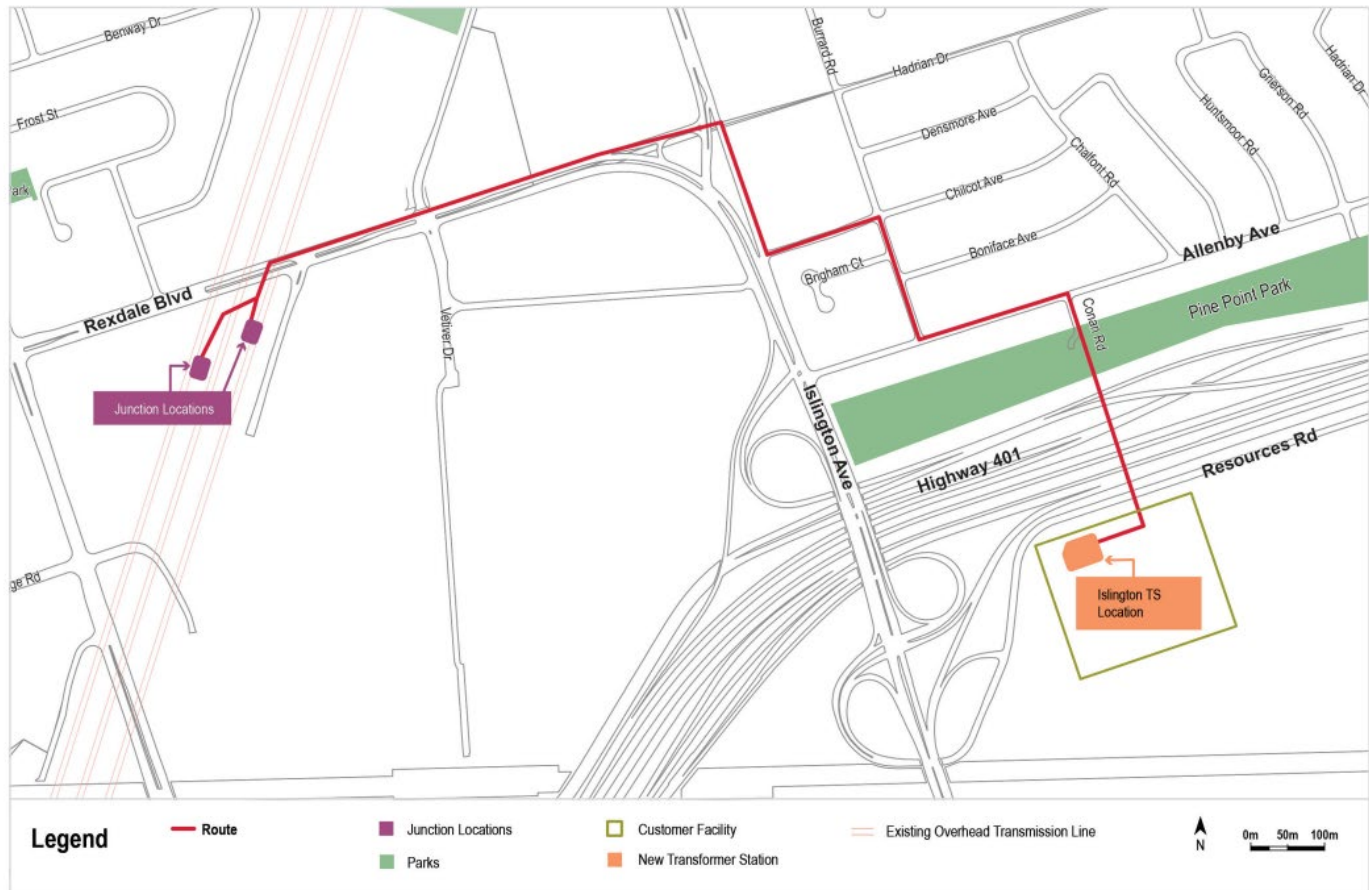 Benway Dr
Frost St
ark
Burrard Rd
Hadrian Dr
Densmore Ave
Chilcot Ave
Chalfont Rd
Huntsmoor Rd
Grierson Rd
Hadrian Dr
Boniface Ave
Brigham Ct
Allenby Ave
Pine Point Park
Conan Rd
Rexdale Blvd
Vetiver Dr
Junction Locations
Islington Ave
Highway 401
Resources Rd
ge Rd
Islington TS
Location
Legend
Route
Junction Locations
Parks
Customer Facility
New Transformer Station
Existing Overhead Transmission Line
N
0m 50m 100m